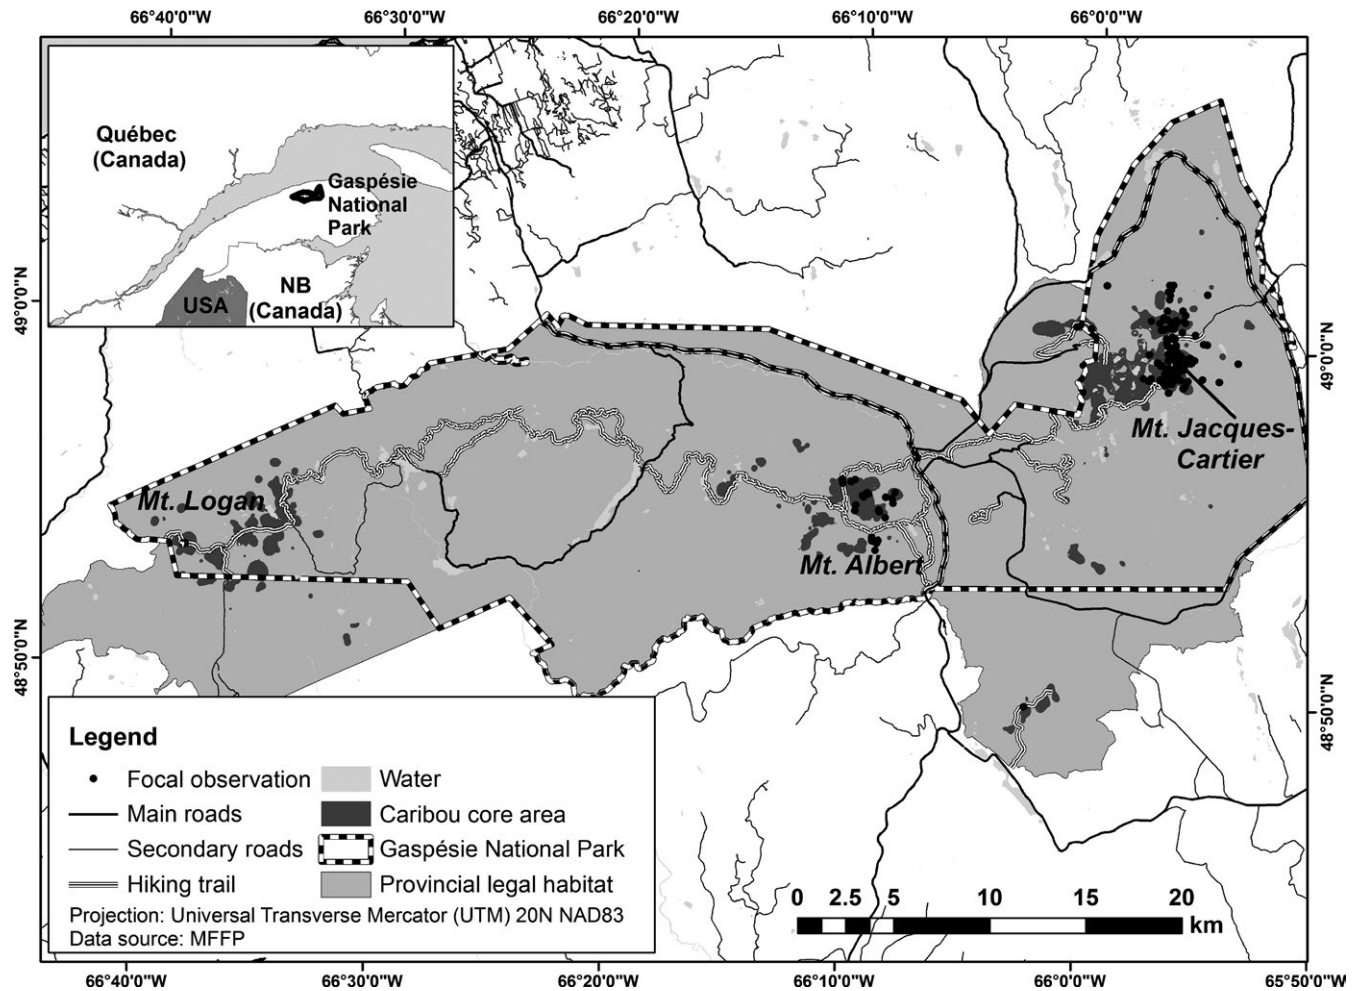 66°40'0"W 66°30'0"W 66°20'0"W 66°10'0"W 66°0'0"W
Québec
(Canada)
Gaspésie
National
Park
NB
(Canada)
USA
49°0'0"N
49°0'0"N
Mt. Jacques-
Cartier
Mt. Logan
Mt. Albert
48°50'0"N
48°50'0"N
Legend
Focal observation
Main roads
Secondary roads
Hiking trail
Water
Caribou core area
Gaspésie National Park
Provincial legal habitat
Projection: Universal Transverse Mercator (UTM) 20N NAD83
Data source: MFFP
0 2.5 5 10 15 20
km
66°40'0"W 66°30'0"W 66°20'0"W 66°10'0"W 66°0'0"W 65°50'0"W